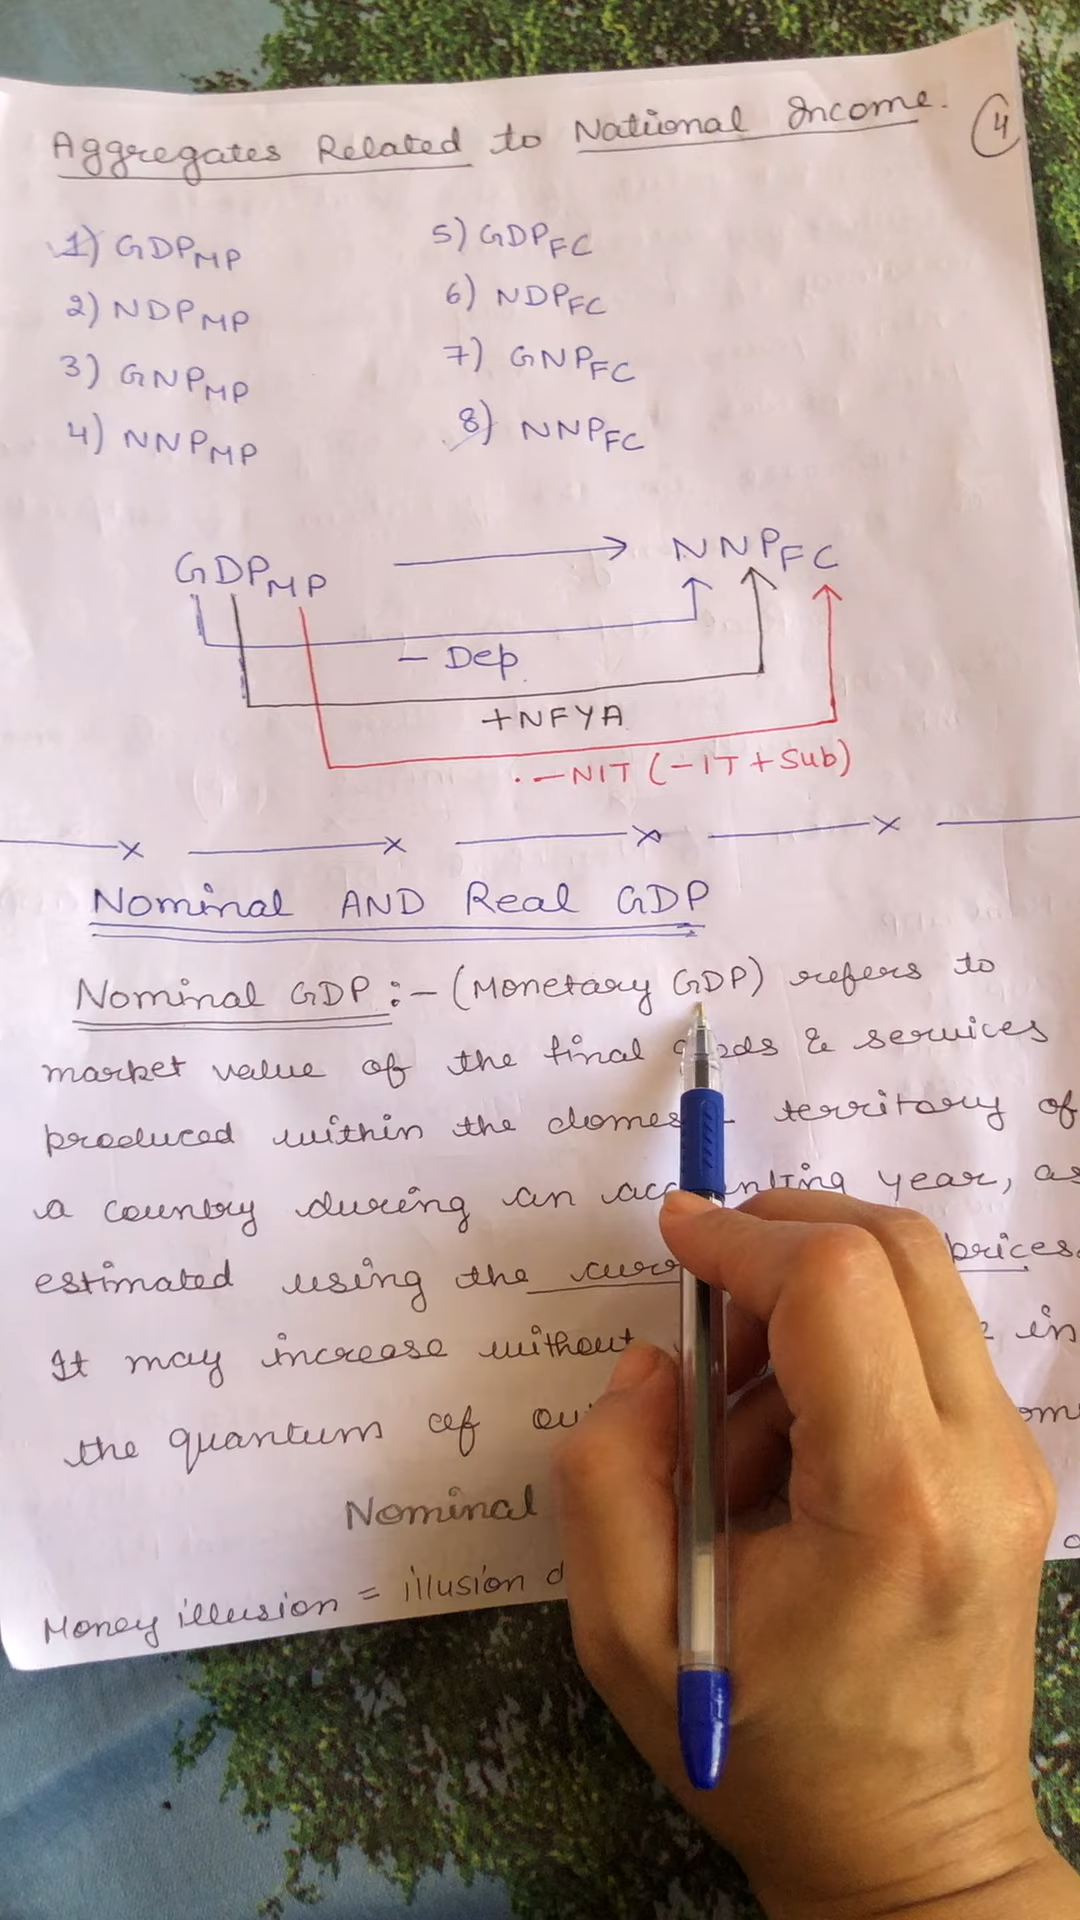 Aggregates Related to National Income.
4
1) GDPMP
2) NDPMP
3) GNPMP
4) NNPMP
5) GDPFC
6) NDPFC
7) GNPFC
8) NNPFC
GDPMP → NNPFC
- Dep.
+NFYA
-NIT (-IT + Sub)
Nominal AND Real GDP
Nominal GDP :- (Monetary GDP) refers to
market value of the final goods & services
produced within the territory of
a country during an accounting year, as
estimated using the prices.
It may increase without in
the quantum of
Nominal
Money illusion = illusion